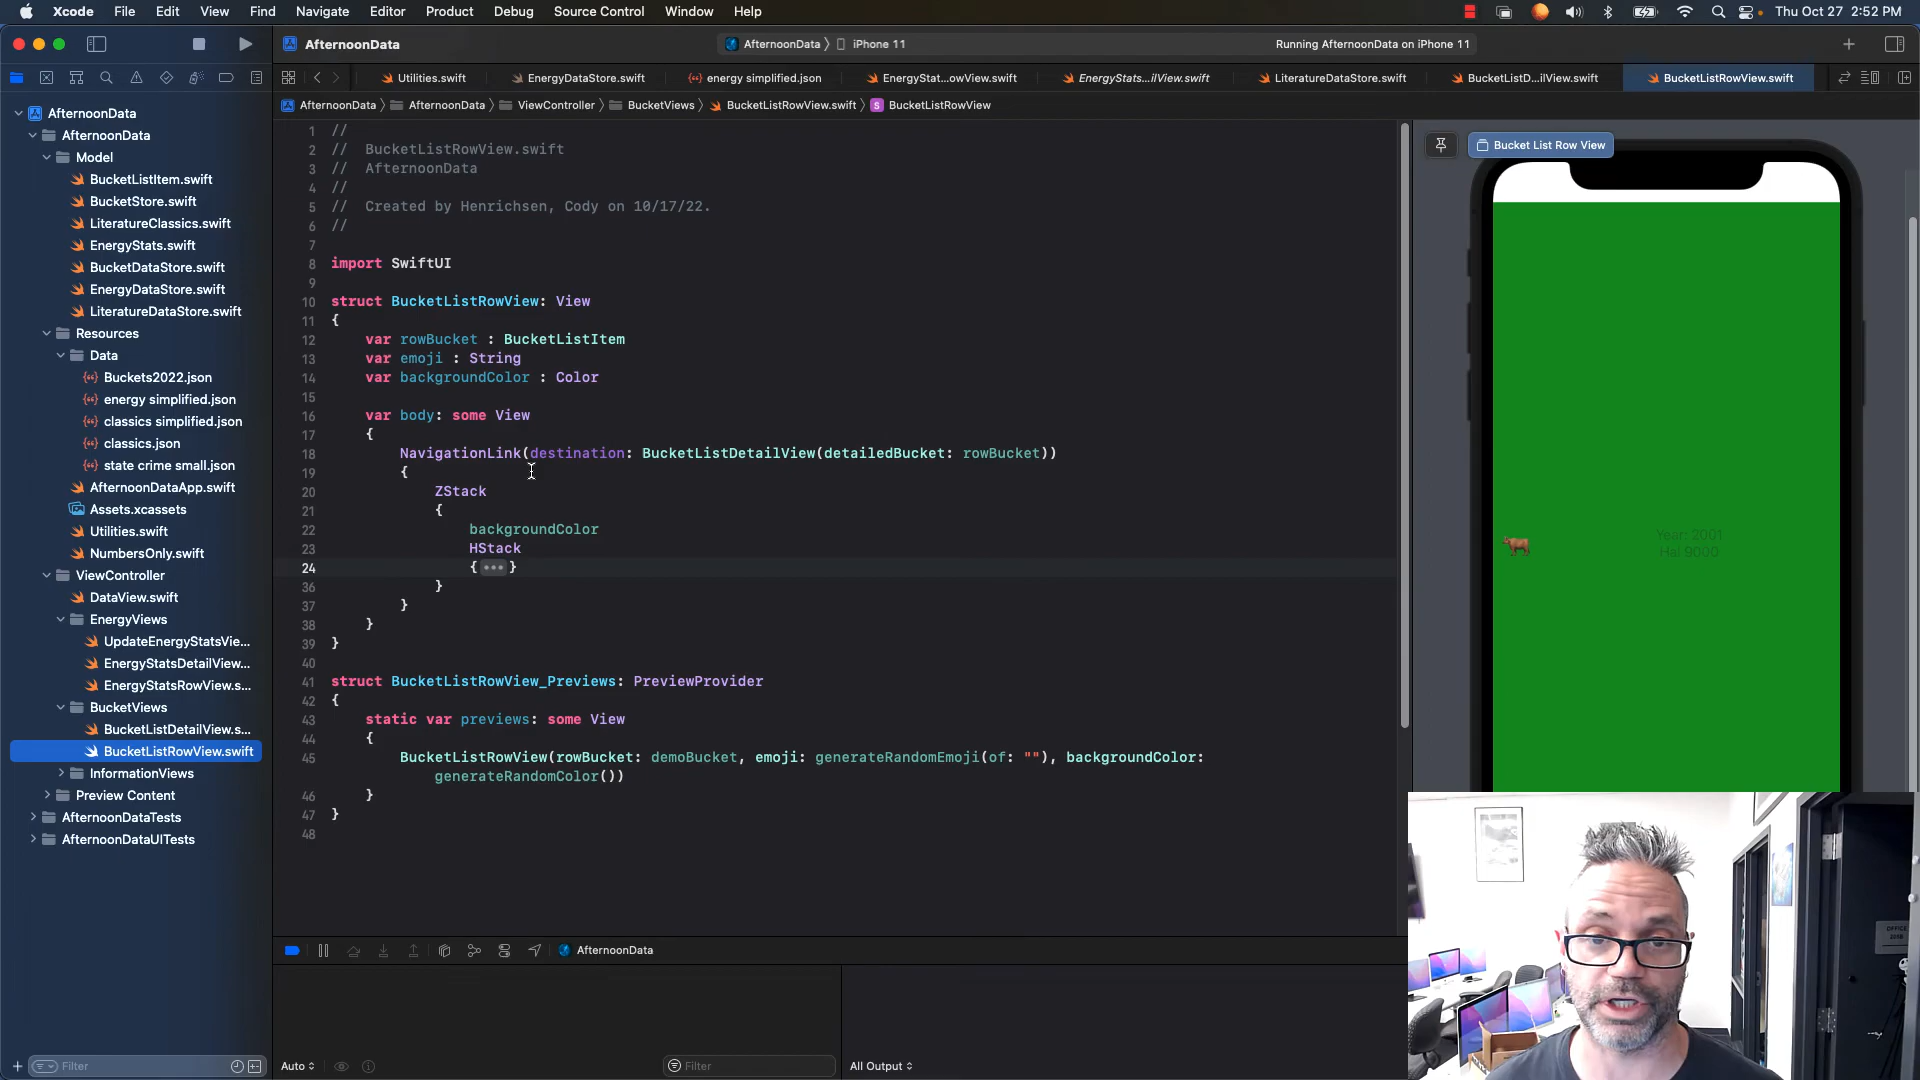 Xcode File Edit View Find Navigate Editor Product Debug Source Control Window Help Thu Oct 27 2:52 PM
AfternoonData AfternoonData iPhone 11 Running AfternoonData on iPhone 11
Utilities.swift EnergyDataStore.swift energy simplified.json EnergyStat...owView.swift EnergyStats...ilView.swift LiteratureDataStore.swift BucketListD...ilView.swift BucketListRowView.swift
AfternoonData AfternoonData ViewController BucketViews BucketListRowView.swift S BucketListRowView
AfternoonData
AfternoonData
Model
BucketListItem.swift
BucketStore.swift
LiteratureClassics.swift
EnergyStats.swift
BucketDataStore.swift
EnergyDataStore.swift
LiteratureDataStore.swift
Resources
Data
Buckets2022.json
energy simplified.json
classics simplified.json
classics.json
state crime small.json
AfternoonDataApp.swift
Assets.xcassets
Utilities.swift
NumbersOnly.swift
ViewController
DataView.swift
EnergyViews
UpdateEnergyStatsVie...
EnergyStatsDetailView...
EnergyStatsRowView.s...
BucketViews
BucketListDetailView.s...
BucketListRowView.swift
InformationViews
Preview Content
AfternoonDataTests
AfternoonDataUITests
Filter
1 //
2 // BucketListRowView.swift
3 // AfternoonData
4 //
5 // Created by Henrichsen, Cody on 10/17/22.
6 //
7
8 import SwiftUI
9
10 struct BucketListRowView: View
11 {
12 var rowBucket : BucketListItem
13 var emoji : String
14 var backgroundColor : Color
15
16 var body: some View
17 {
18 NavigationLink(destination: BucketListDetailView(detailedBucket: rowBucket))
19 {
20 ZStack
21 {
22 backgroundColor
23 HStack
24 {•••}
36 }
37 }
38 }
39 }
40
41 struct BucketListRowView_Previews: PreviewProvider
42 {
43 static var previews: some View
44 {
45 BucketListRowView(rowBucket: demoBucket, emoji: generateRandomEmoji(of: ""), backgroundColor:
generateRandomColor())
46 }
47 }
48
Bucket List Row View
Year: 2001
Hal 9000
AfternoonData
Auto Filter All Output